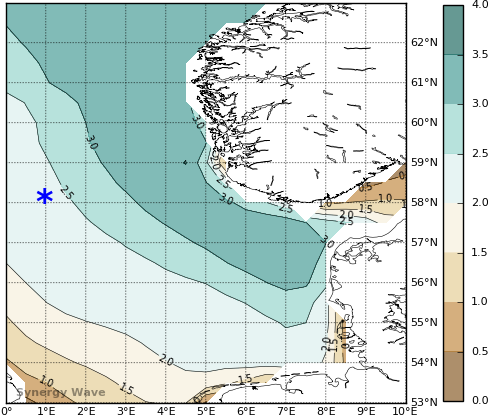 4.0
62°N
3.5
61°N
3.0
60°N
3.0
3.0
2.5
59°N
2.5
2.5
0.5
1.0
1.0
3.0
2.5
1.5
58°N
2.0
2.0
2.5
3.0
57°N
1.5
56°N
1.0
55°N
2.0
1.5
0.5
2.0
54°N
1.0
1.5
1.5
Synergy Wave
53°N
0.0
0°
1°E
2°E
3°E
4°E
5°E
6°E
7°E
8°E
9°E
10°E